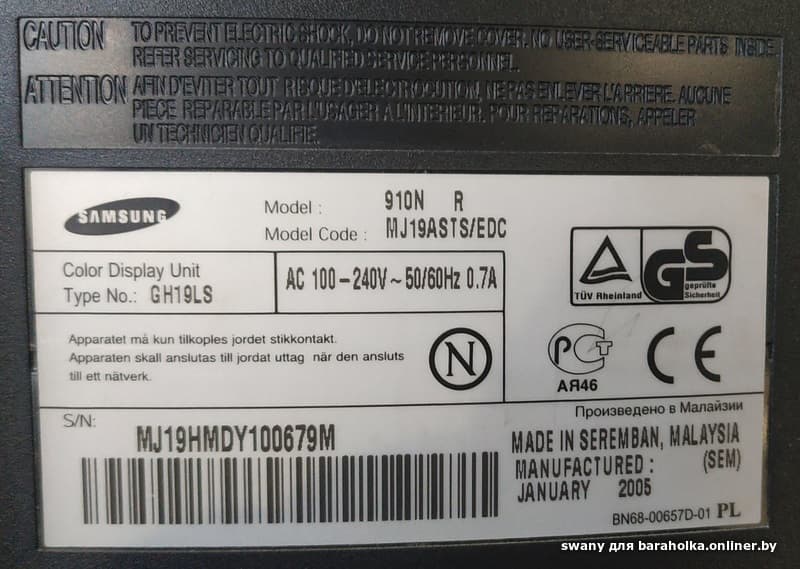 CAUTION TO PREVENT ELECTRIC SHOCK, DO NOT REMOVE COVER. NO USER-SERVICEABLE PARTS INSIDE.
REFER SERVICING TO QUALIFIED SERVICE PERSONNEL.
ATTENTION AFIN D'EVITER TOUT RISQUE D'ELECTROCUTION, NE PAS ENLEVER L'ARRIERE. AUCUNE
PIECE REPARABLE PAR L'USAGER A L'INTERIEUR. POUR REPARATIONS, APPELER
UN TECHNICIEN QUALIFIE.
SAMSUNG
Model : 910N R
Model Code : MJ19ASTS/EDC
Color Display Unit
Type No.: GH19LS
AC 100-240V~50/60Hz 0.7A
TÜV Rheinland
GS
geprüfte
Sicherheit
Apparatet må kun tilkoples jordet stikkontakt.
Apparaten skall anslutas till jordat uttag når den ansluts
till ett nätverk.
N
РСТ
АЯ46
CE
S/N:
MJ19HMDY100679M
Произведено в Малайзии
MADE IN SEREMBAN, MALAYSIA
MANUFACTURED : (SEM)
JANUARY 2005
BN68-00657D-01 PL
swany для baraholka.onliner.by